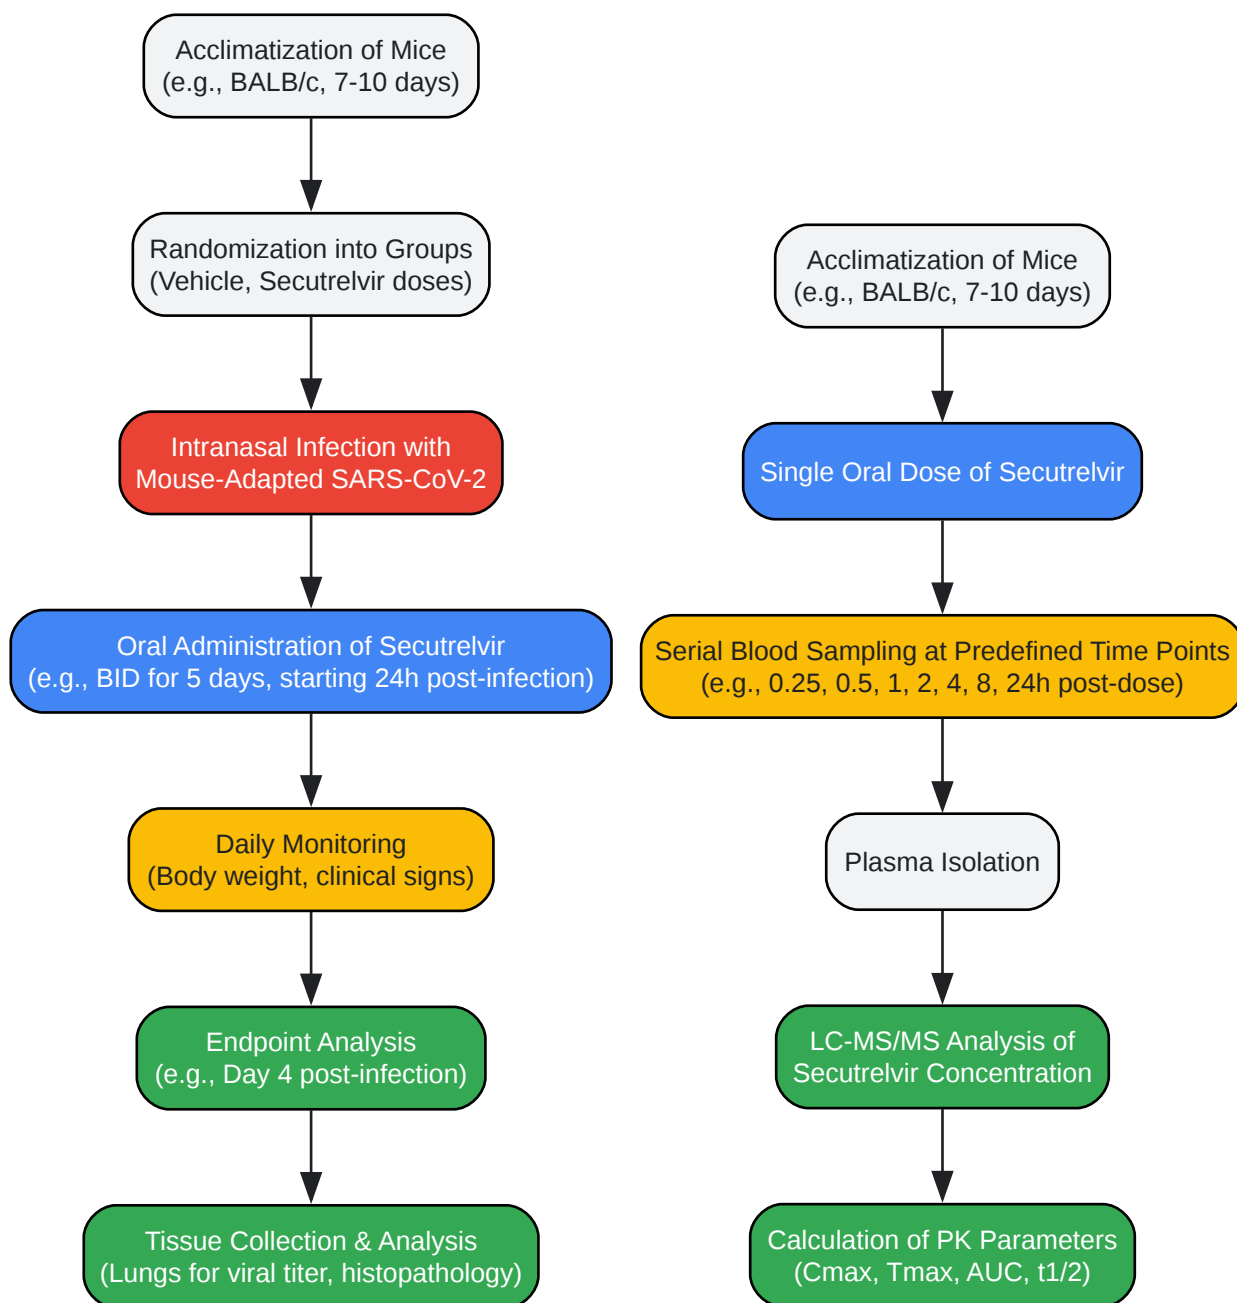 Acclimatization of Mice
(e.g., BALB/c, 7-10 days)
Randomization into Groups
(Vehicle, Secutrelvir doses)
Intranasal Infection with
Mouse-Adapted SARS-CoV-2
Oral Administration of Secutrelvir
(e.g., BID for 5 days, starting 24h post-infection)
Daily Monitoring
(Body weight, clinical signs)
Endpoint Analysis
(e.g., Day 4 post-infection)
Tissue Collection & Analysis
(Lungs for viral titer, histopathology)
Acclimatization of Mice
(e.g., BALB/c, 7-10 days)
Single Oral Dose of Secutrelvir
Serial Blood Sampling at Predefined Time Points
(e.g., 0.25, 0.5, 1, 2, 4, 8, 24h post-dose)
Plasma Isolation
LC-MS/MS Analysis of
Secutrelvir Concentration
Calculation of PK Parameters
(Cmax, Tmax, AUC, t1/2)